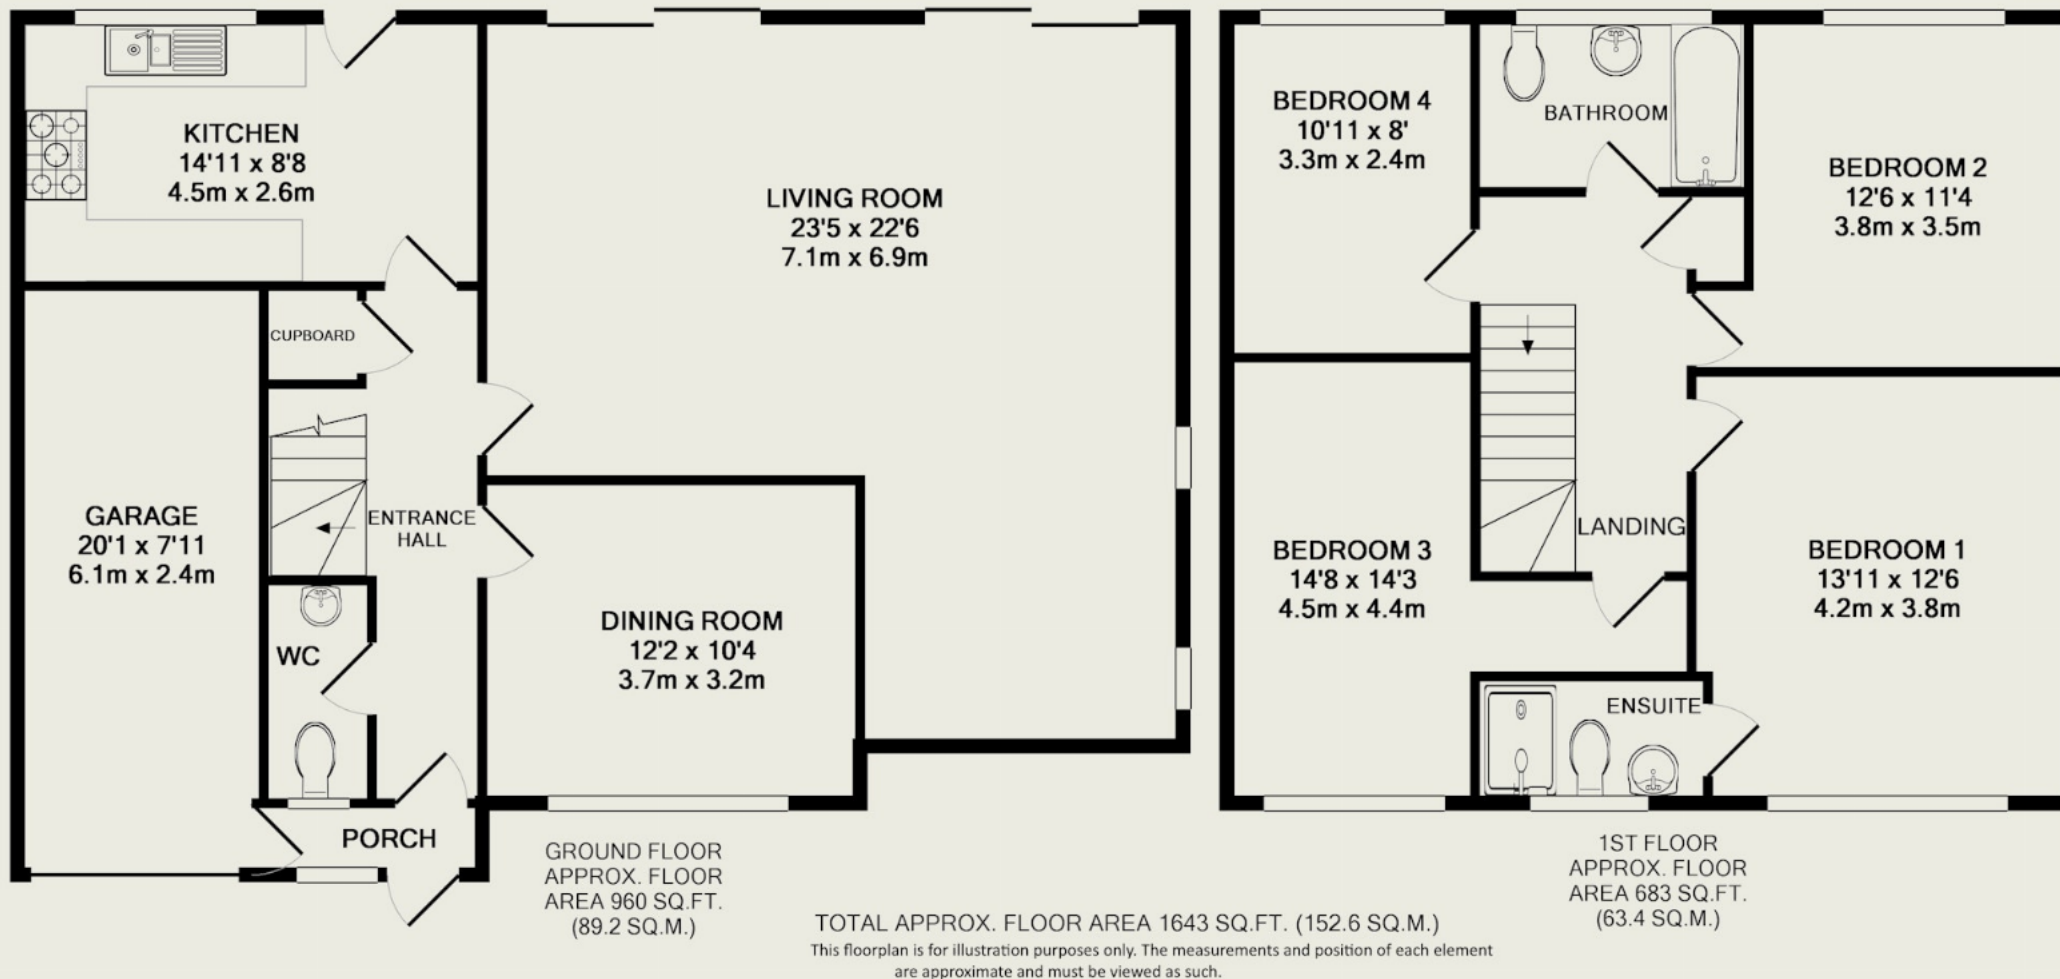 KITCHEN
14'11 x 8'8
4.5m x 2.6m
LIVING ROOM
23'5 x 22'6
7.1m x 6.9m
CUPBOARD
GARAGE
20'1 x 7'11
6.1m x 2.4m
ENTRANCE
HALL
WC
DINING ROOM
12'2 x 10'4
3.7m x 3.2m
PORCH
GROUND FLOOR
APPROX. FLOOR
AREA 960 SQ.FT.
(89.2 SQ.M.)
BEDROOM 4
10'11 x 8'
3.3m x 2.4m
BATHROOM
BEDROOM 2
12'6 x 11'4
3.8m x 3.5m
LANDING
BEDROOM 3
14'8 x 14'3
4.5m x 4.4m
BEDROOM 1
13'11 x 12'6
4.2m x 3.8m
ENSUITE
1ST FLOOR
APPROX. FLOOR
AREA 683 SQ.FT.
(63.4 SQ.M.)
TOTAL APPROX. FLOOR AREA 1643 SQ.FT. (152.6 SQ.M.)
This floorplan is for illustration purposes only. The measurements and position of each element
are approximate and must be viewed as such.